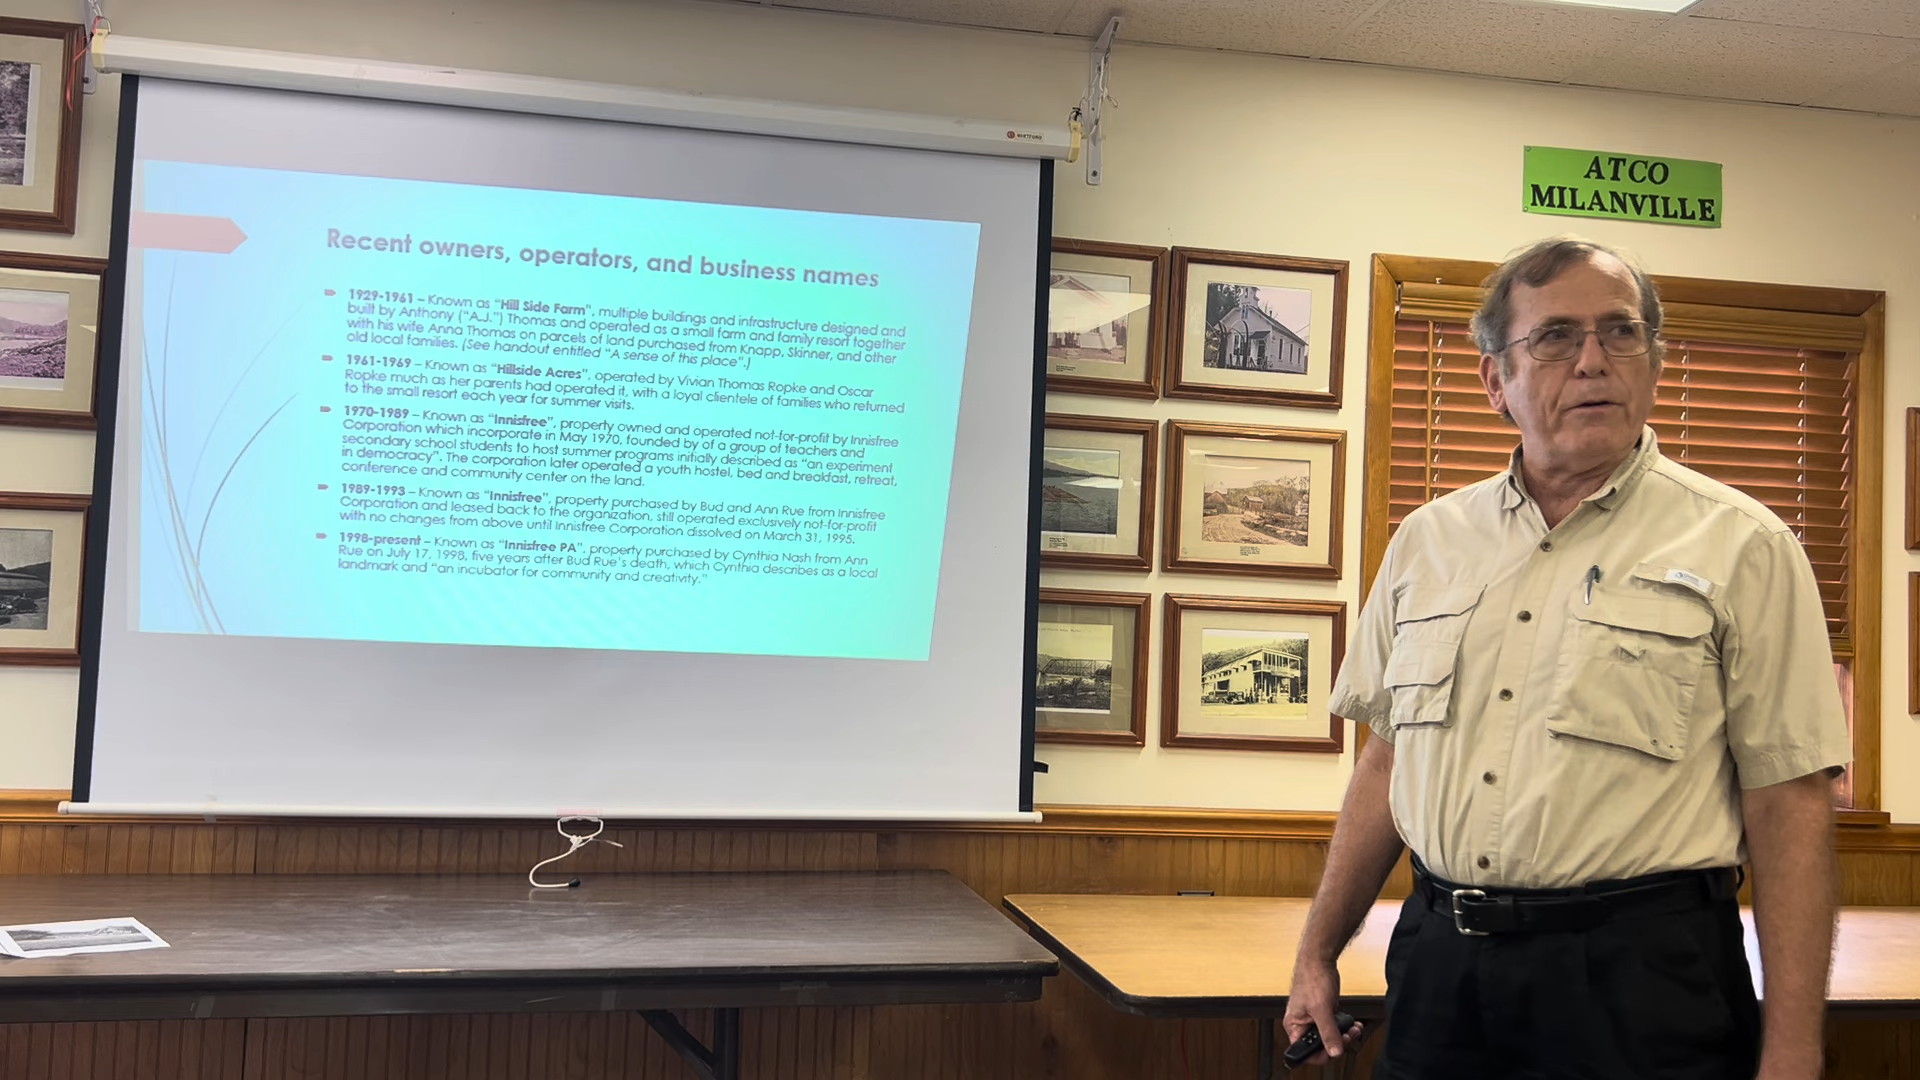 WHITFORD
ATCO
MILANVILLE
Recent owners, operators, and business names
1929-1961 – Known as "Hill Side Farm", multiple buildings and infrastructure designed and
built by Anthony ("A.J.") Thomas and operated as a small farm and family resort together
with his wife Anna Thomas on parcels of land purchased from Knapp, Skinner, and other
old local families. (See handout entitled "A sense of this place".)
1961-1969 – Known as "Hillside Acres", operated by Vivian Thomas Ropke and Oscar
Ropke much as her parents had operated it, with a loyal clientele of families who returned
to the small resort each year for summer visits.
1970-1989 – Known as "Innisfree", property owned and operated not-for-profit by Innisfree
Corporation which incorporate in May 1970, founded by of a group of teachers and
secondary school students to host summer programs initially described as "an experiment
in democracy". The corporation later operated a youth hostel, bed and breakfast, retreat,
conference and community center on the land.
1989-1993 – Known as "Innisfree", property purchased by Bud and Ann Rue from Innisfree
Corporation and leased back to the organization, still operated exclusively not-for-profit
with no changes from above until Innisfree Corporation dissolved on March 31, 1995.
1998-present – Known as "Innisfree PA", property purchased by Cynthia Nash from Ann
Rue on July 17, 1998, five years after Bud Rue's death, which Cynthia describes as a local
landmark and "an incubator for community and creativity."